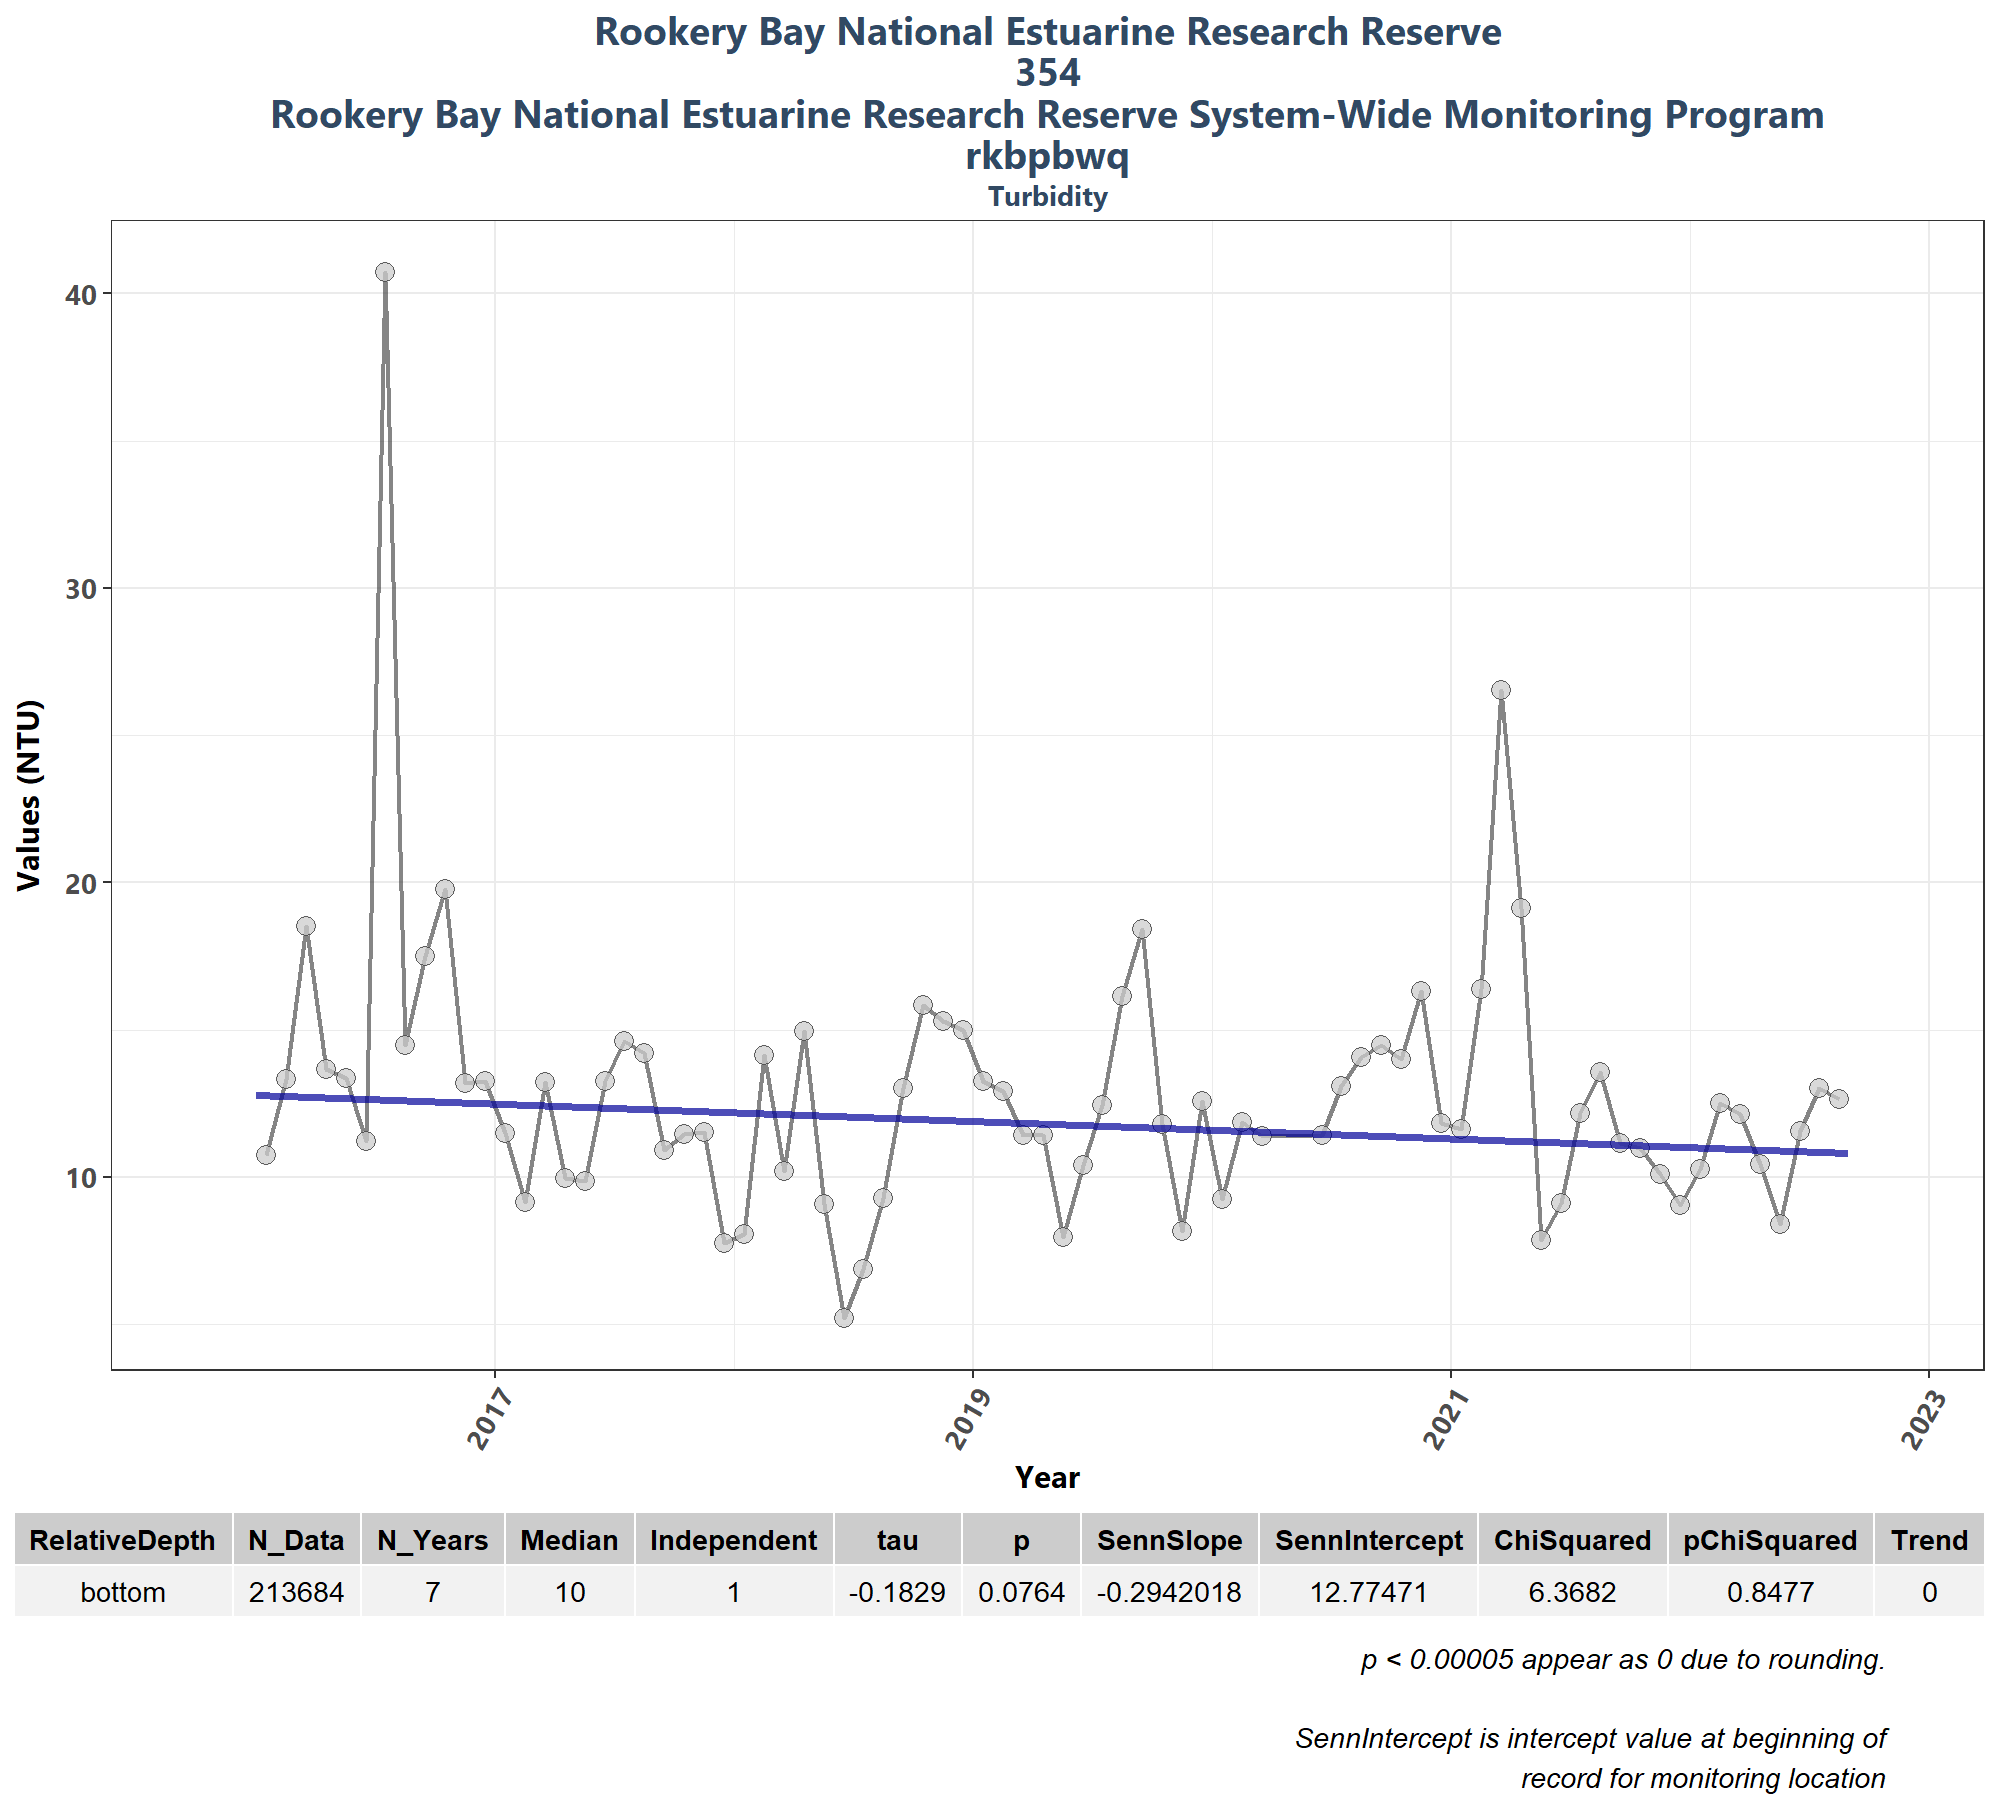 Rookery Bay National Estuarine Research Reserve
354
Rookery Bay National Estuarine Research Reserve System-Wide Monitoring Program
rkbpbwq
Turbidity
Values (NTU)
40
30
20
10
2017
2019
2021
2023
Year
RelativeDepth N_Data N_Years Median Independent tau p SennSlope SennIntercept ChiSquared pChiSquared Trend
bottom 213684 7 10 1 -0.1829 0.0764 -0.2942018 12.77471 6.3682 0.8477 0
p < 0.00005 appear as 0 due to rounding.
SennIntercept is intercept value at beginning of
record for monitoring location